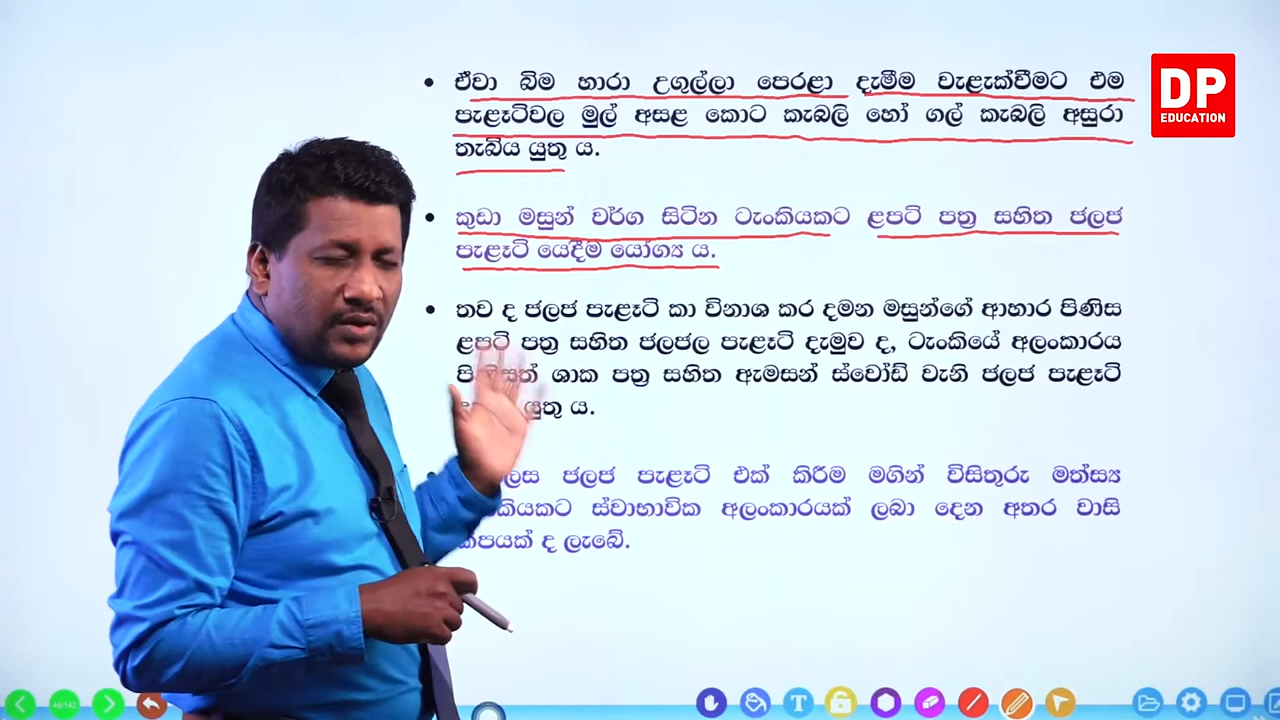 DP
EDUCATION
ඒවා බිම හාරා උගුල්ලා පෙරළා දැමීම වැළැක්වීමට එම
පැළෑටිවල මුල් අසළ කොට කැබලි හෝ ගල් කැබලි අසුරා
තැබිය යුතු ය.
කුඩා මසුන් වර්ග සිටින ටැංකියකට ළපටි පත්‍ර සහිත ජලජ
පැළෑටි යෙදීම යෝග්‍ය ය.
තව ද ජලජ පැළෑටි කා විනාශ කර දමන මසුන්ගේ ආහාර පිණිස
ළපටි පත්‍ර සහිත ජලජල පැළෑටි දැමුව ද, ටැංකියේ අලංකාරය
ශාක පත්‍ර සහිත ඇමසන් ස්වෝඩ් වැනි ජලජ පැළෑටි
යුතු ය.
ජලජ පැළෑටි එක් කිරීම මගින් විසිතුරු මත්ස්‍ය
ස්වාභාවික අලංකාරයක් ලබා දෙන අතර වාසි
ද ලැබේ.